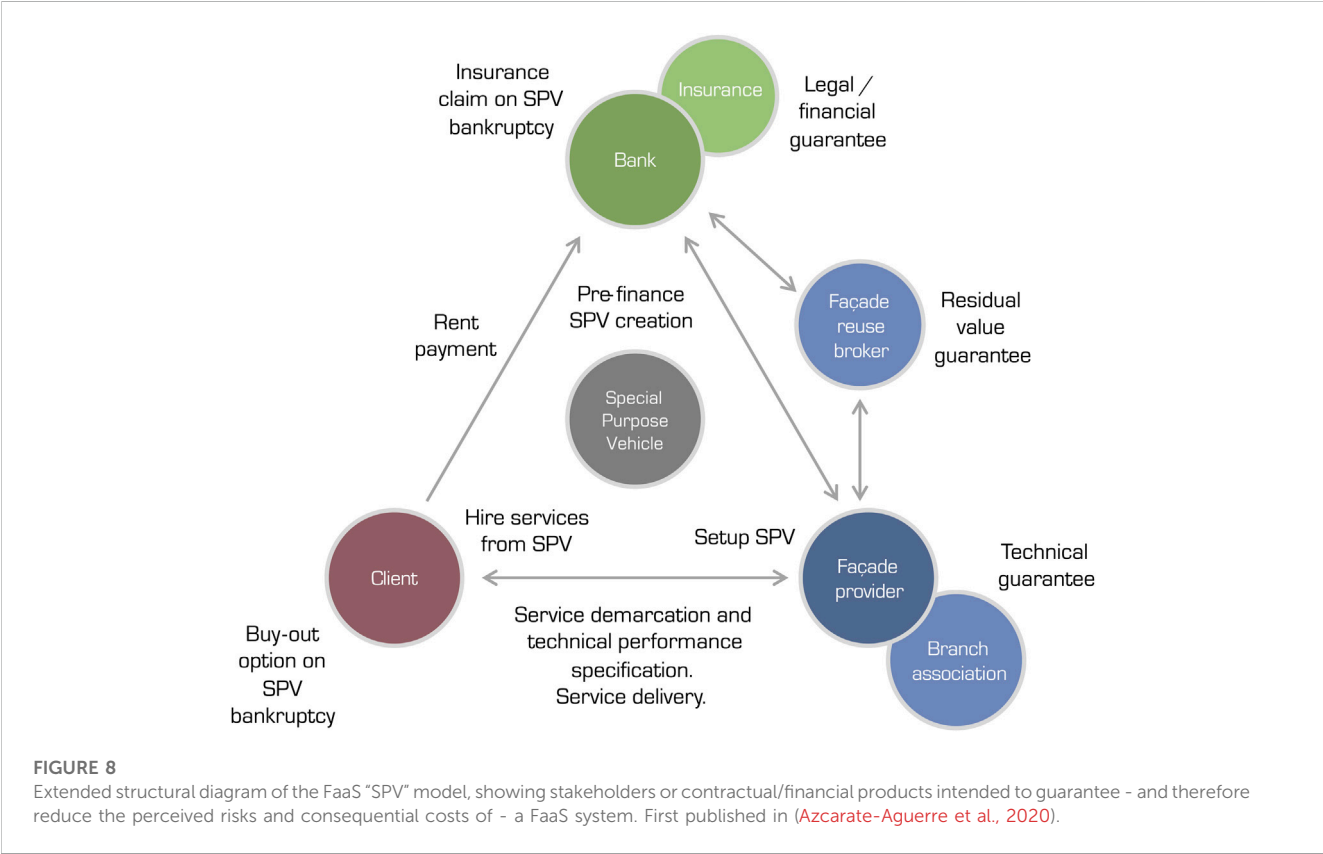 Insurance
claim on SPV
bankruptcy
Insurance
Legal /
financial
guarantee
Bank
Pre-finance
SPV creation
Rent
payment
Façade
reuse
broker
Residual
value
guarantee
Special
Purpose
Vehicle
Hire services
from SPV
Setup SPV
Client
Façade
provider
Technical
guarantee
Service demarcation and
technical performance
specification.
Service delivery.
Buy-out
option on
SPV
bankruptcy
Branch
association
FIGURE 8
Extended structural diagram of the FaaS “SPV” model, showing stakeholders or contractual/financial products intended to guarantee - and therefore
reduce the perceived risks and consequential costs of - a FaaS system. First published in (Azcarate-Aguerre et al., 2020).